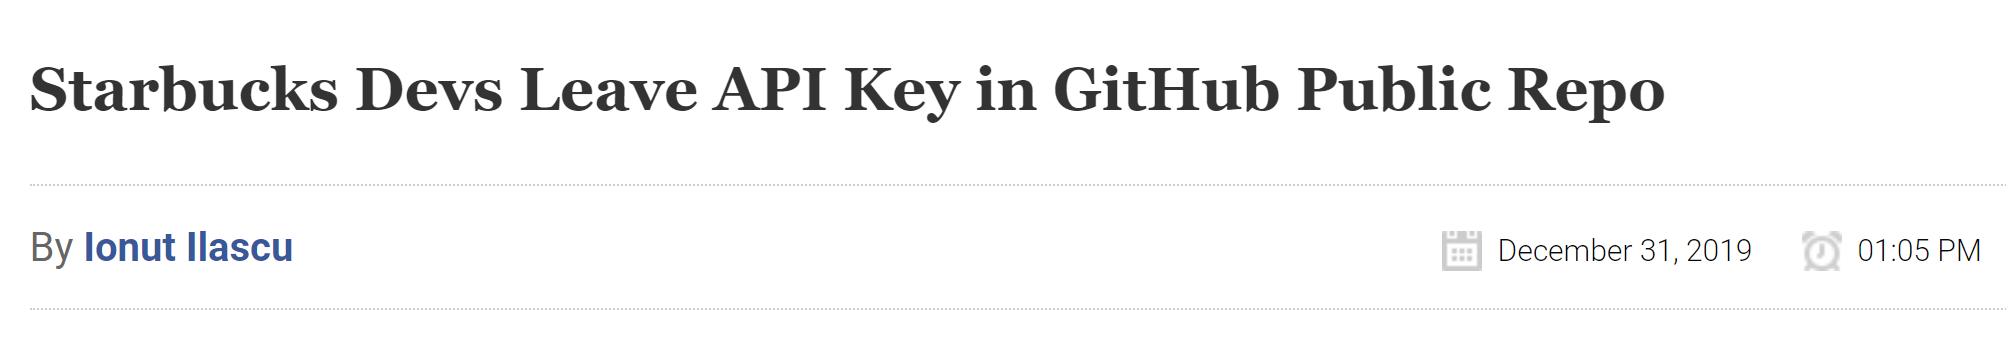 Starbucks Devs Leave API Key in GitHub Public Repo
By Ionut Ilascu December 31, 2019 01:05 PM